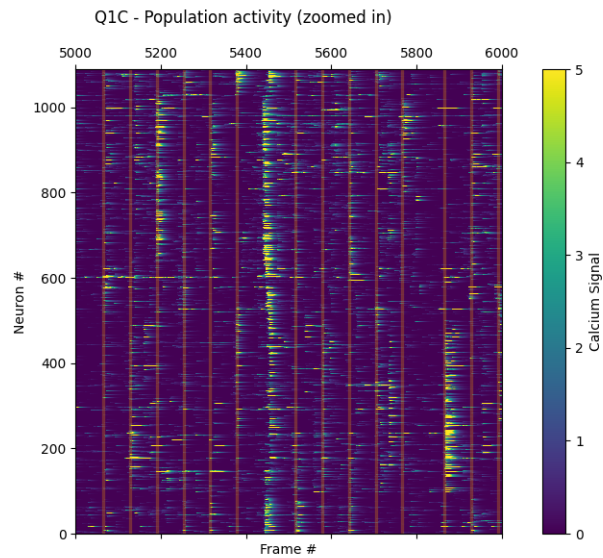 Q1C - Population activity (zoomed in)
5000 5200 5400 5600 5800 6000
1000
800
600
400
200
0
Neuron #
Frame #
5
4
3
2
1
0
Calcium Signal